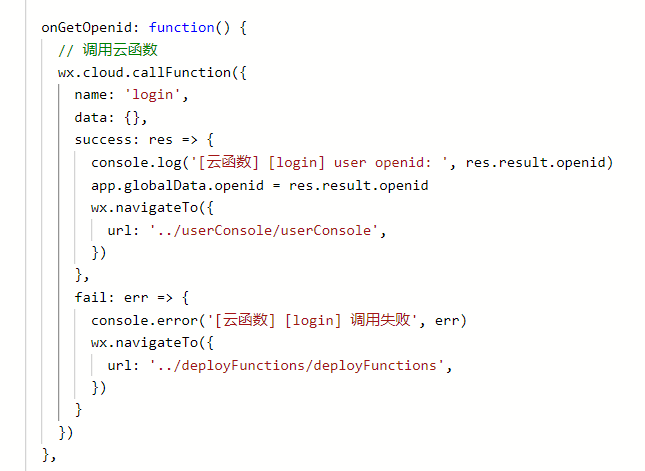 onGetOpenid: function() {
// 调用云函数
wx.cloud.callFunction({
name: 'login',
data: {},
success: res => {
console.log('[云函数] [login] user openid: ', res.result.openid)
app.globalData.openid = res.result.openid
wx.navigateTo({
url: '../userConsole/userConsole',
})
},
fail: err => {
console.error('[云函数] [login] 调用失败', err)
wx.navigateTo({
url: '../deployFunctions/deployFunctions',
})
}
})
},